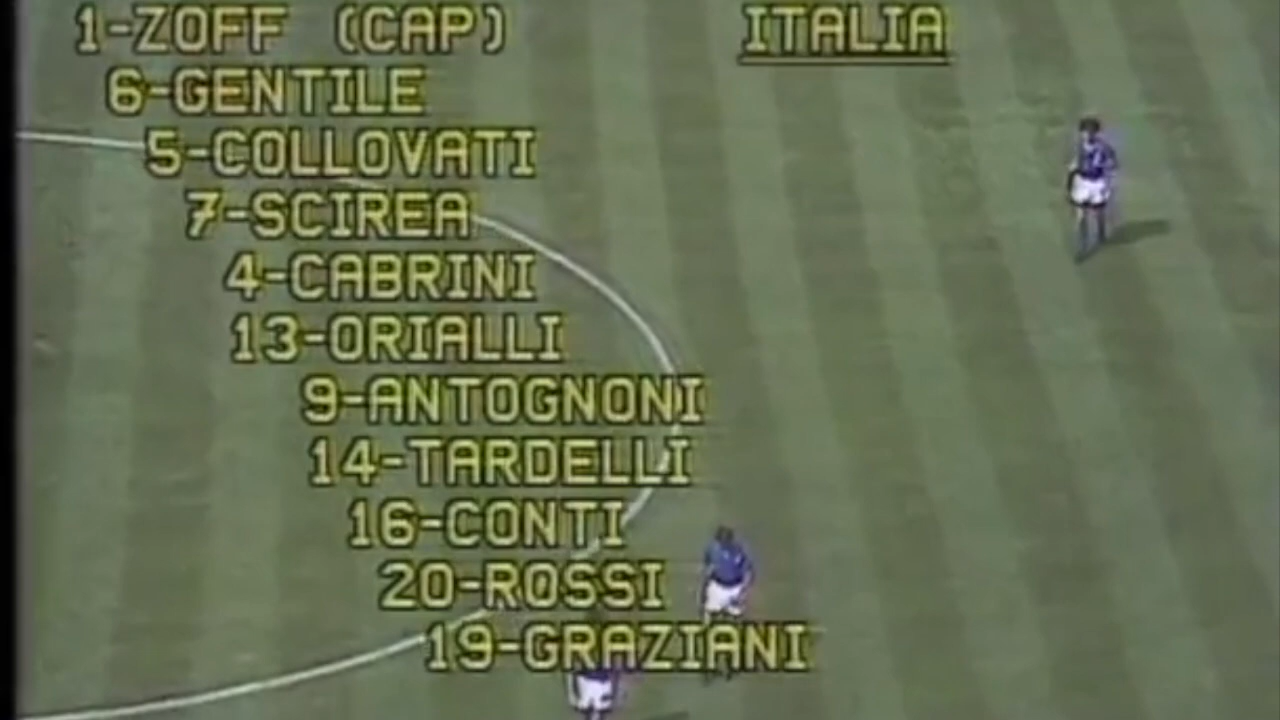 ITALIA
1-ZOFF (CAP)
6-GENTILE
5-COLLOVATI
7-SCIREA
4-CABRINI
13-ORIALLI
9-ANTOGNONI
14-TARDELLI
16-CONTI
20-ROSSI
19-GRAZIANI